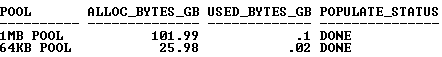 POOL ALLOC_BYTES_GB USED_BYTES_GB POPULATE_STATUS
---------- -------------- ------------- ---------------
1MB POOL 101.99 .1 DONE
64KB POOL 25.98 .02 DONE